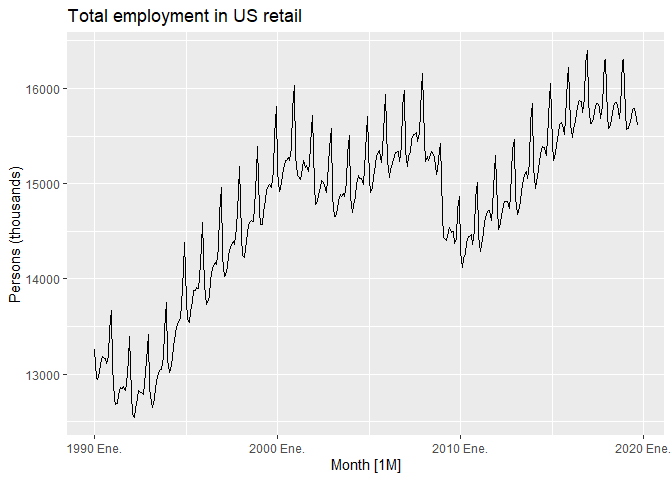 Total employment in US retail
Persons (thousands)
16000
15000
14000
13000
1990 Ene.
2000 Ene.
2010 Ene.
2020 Ene.
Month [1M]